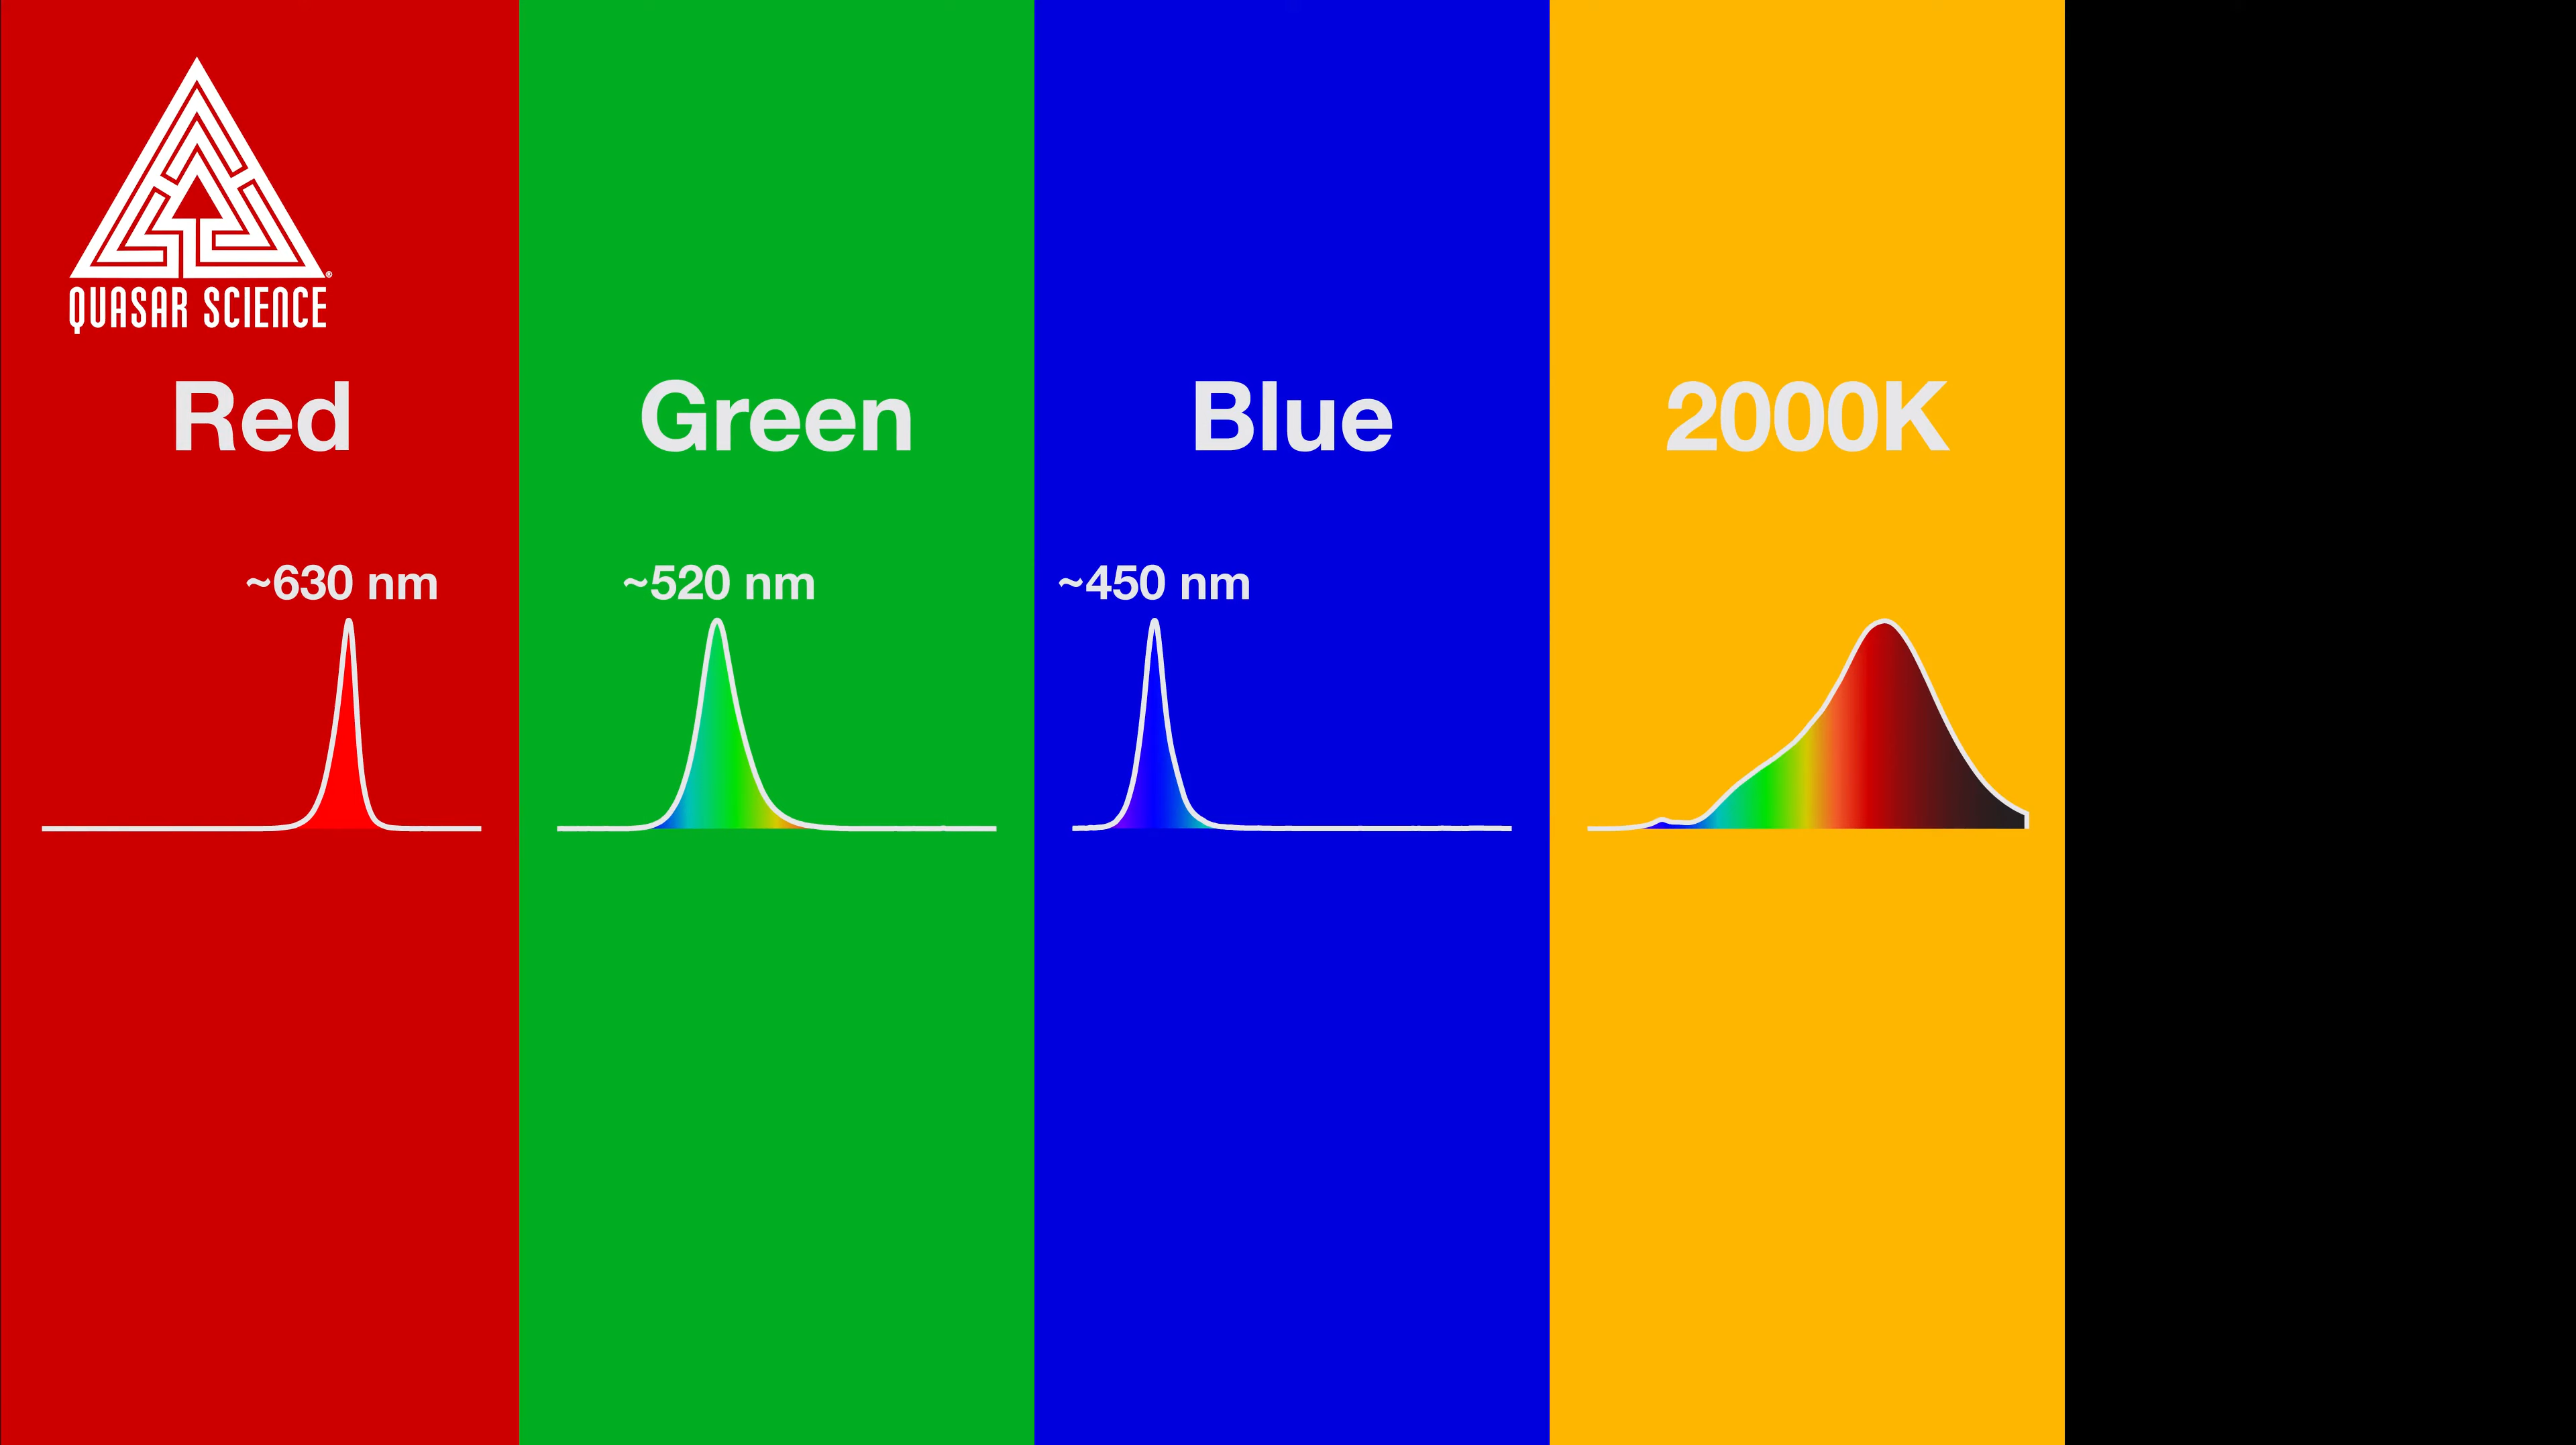 QUASAR SCIENCE®
Red
Green
Blue
2000K
~630 nm
~520 nm
~450 nm